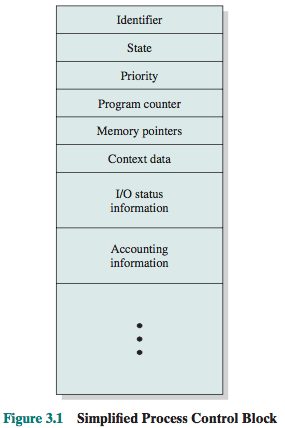 Identifier
State
Priority
Program counter
Memory pointers
Context data
I/O status
information
Accounting
information
Figure 3.1 Simplified Process Control Block